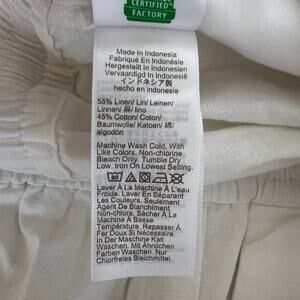 CERTIFIED™
FACTORY
Made In Indonesia
Fabriqué En Indonésie
Hergestellt In Indonesien
Vervaardigd In Indonesië
インドネシア製
hecho en indonesia
55% Linen/ Lin/ Leinen/
Linnen/ 麻/ lino
45% Cotton/ Coton/
Baumwolle/ Katoen/ 綿/
algodón
Machine Wash Cold, With
Like Colors. Non-chlorine
Bleach Only. Tumble Dry
Low. Iron On Lowest Setting.
Laver À La Machine À L'eau
Froide. Laver En Séparant
Les Couleurs, Seulement
Agent de Blanchiment
Non-chlore, Sécher À La
Machine À Basse
Température. Repasser À
Fer Doux Si Nécessaire.
In Der Maschine Kalt
Waschen. Mit Ähnlichen
Farben Waschen. Nur
Chlorfreies Bleichmittel